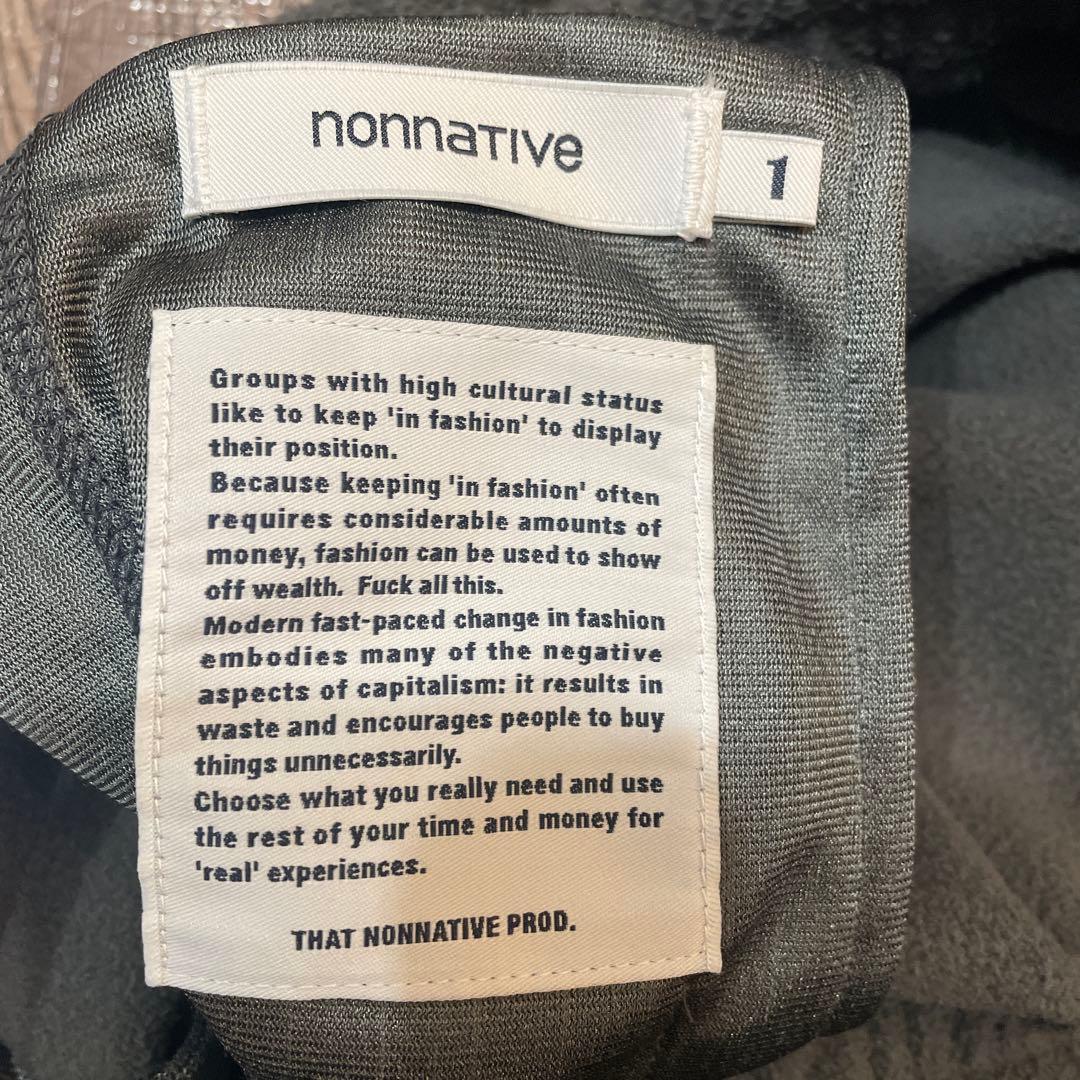 nonnative
1
Groups with high cultural status
like to keep 'in fashion' to display
their position.
Because keeping 'in fashion' often
requires considerable amounts of
money, fashion can be used to show
off wealth. Fuck all this.
Modern fast-paced change in fashion
embodies many of the negative
aspects of capitalism: it results in
waste and encourages people to buy
things unnecessarily.
Choose what you really need and use
the rest of your time and money for
'real' experiences.
THAT NONNATIVE PROD.